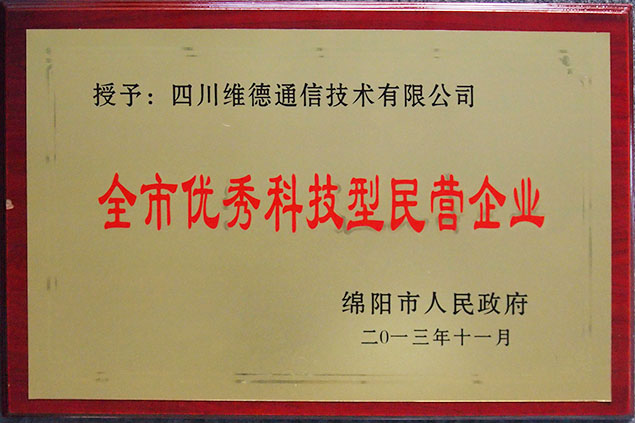 授予：四川维德通信技术有限公司
全市优秀科技型民营企业
绵阳市人民政府
二0一三年十一月